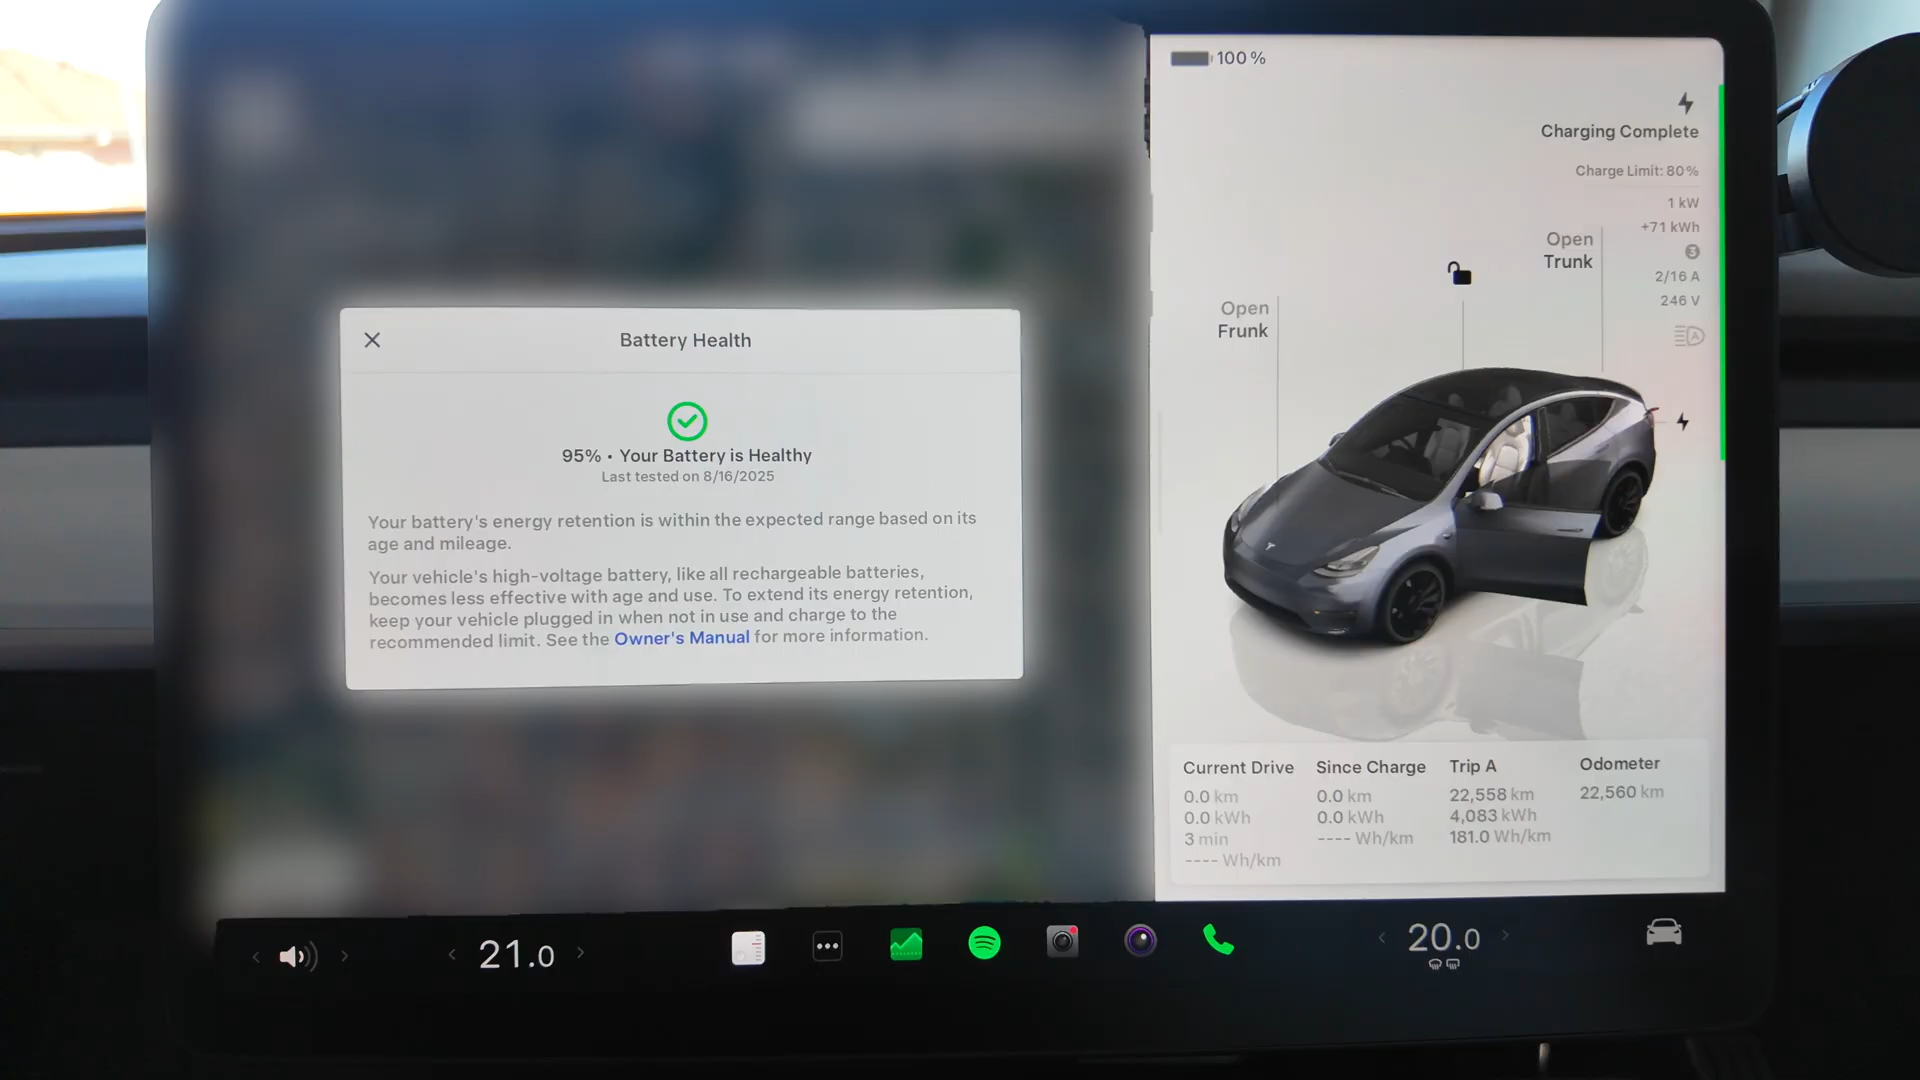 Battery Health
95% • Your Battery is Healthy
Last tested on 8/16/2025
Your battery's energy retention is within the expected range based on its
age and mileage.
Your vehicle's high-voltage battery, like all rechargeable batteries,
becomes less effective with age and use. To extend its energy retention,
keep your vehicle plugged in when not in use and charge to the
recommended limit. See the Owner's Manual for more information.
100 %
Charging Complete
Charge Limit: 80 %
1 kW
+71 kWh
3
2/16 A
246 V
Open
Trunk
Open
Frunk
A
Current Drive
0.0 km
0.0 kWh
3 min
---- Wh/km
Since Charge
0.0 km
0.0 kWh
---- Wh/km
Trip A
22,558 km
4,083 kWh
181.0 Wh/km
Odometer
22,560 km
21.0
20.0